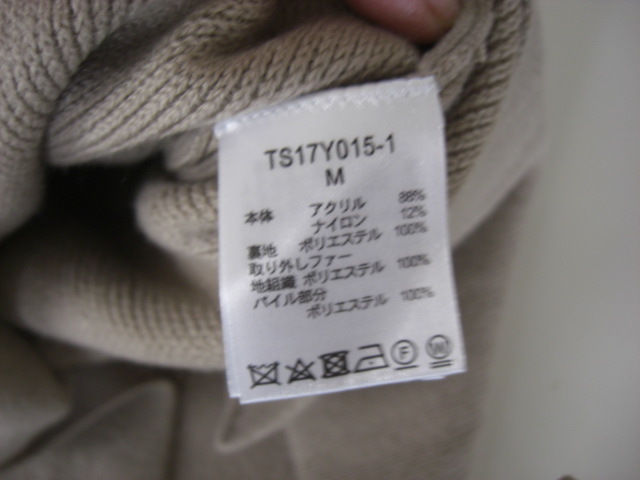 TS17Y015-1
M
本体 アクリル 88%
ナイロン 12%
裏地 ポリエステル 100%
取り外しファー
地組織 ポリエステル 100%
パイル部分
ポリエステル 100%
F W